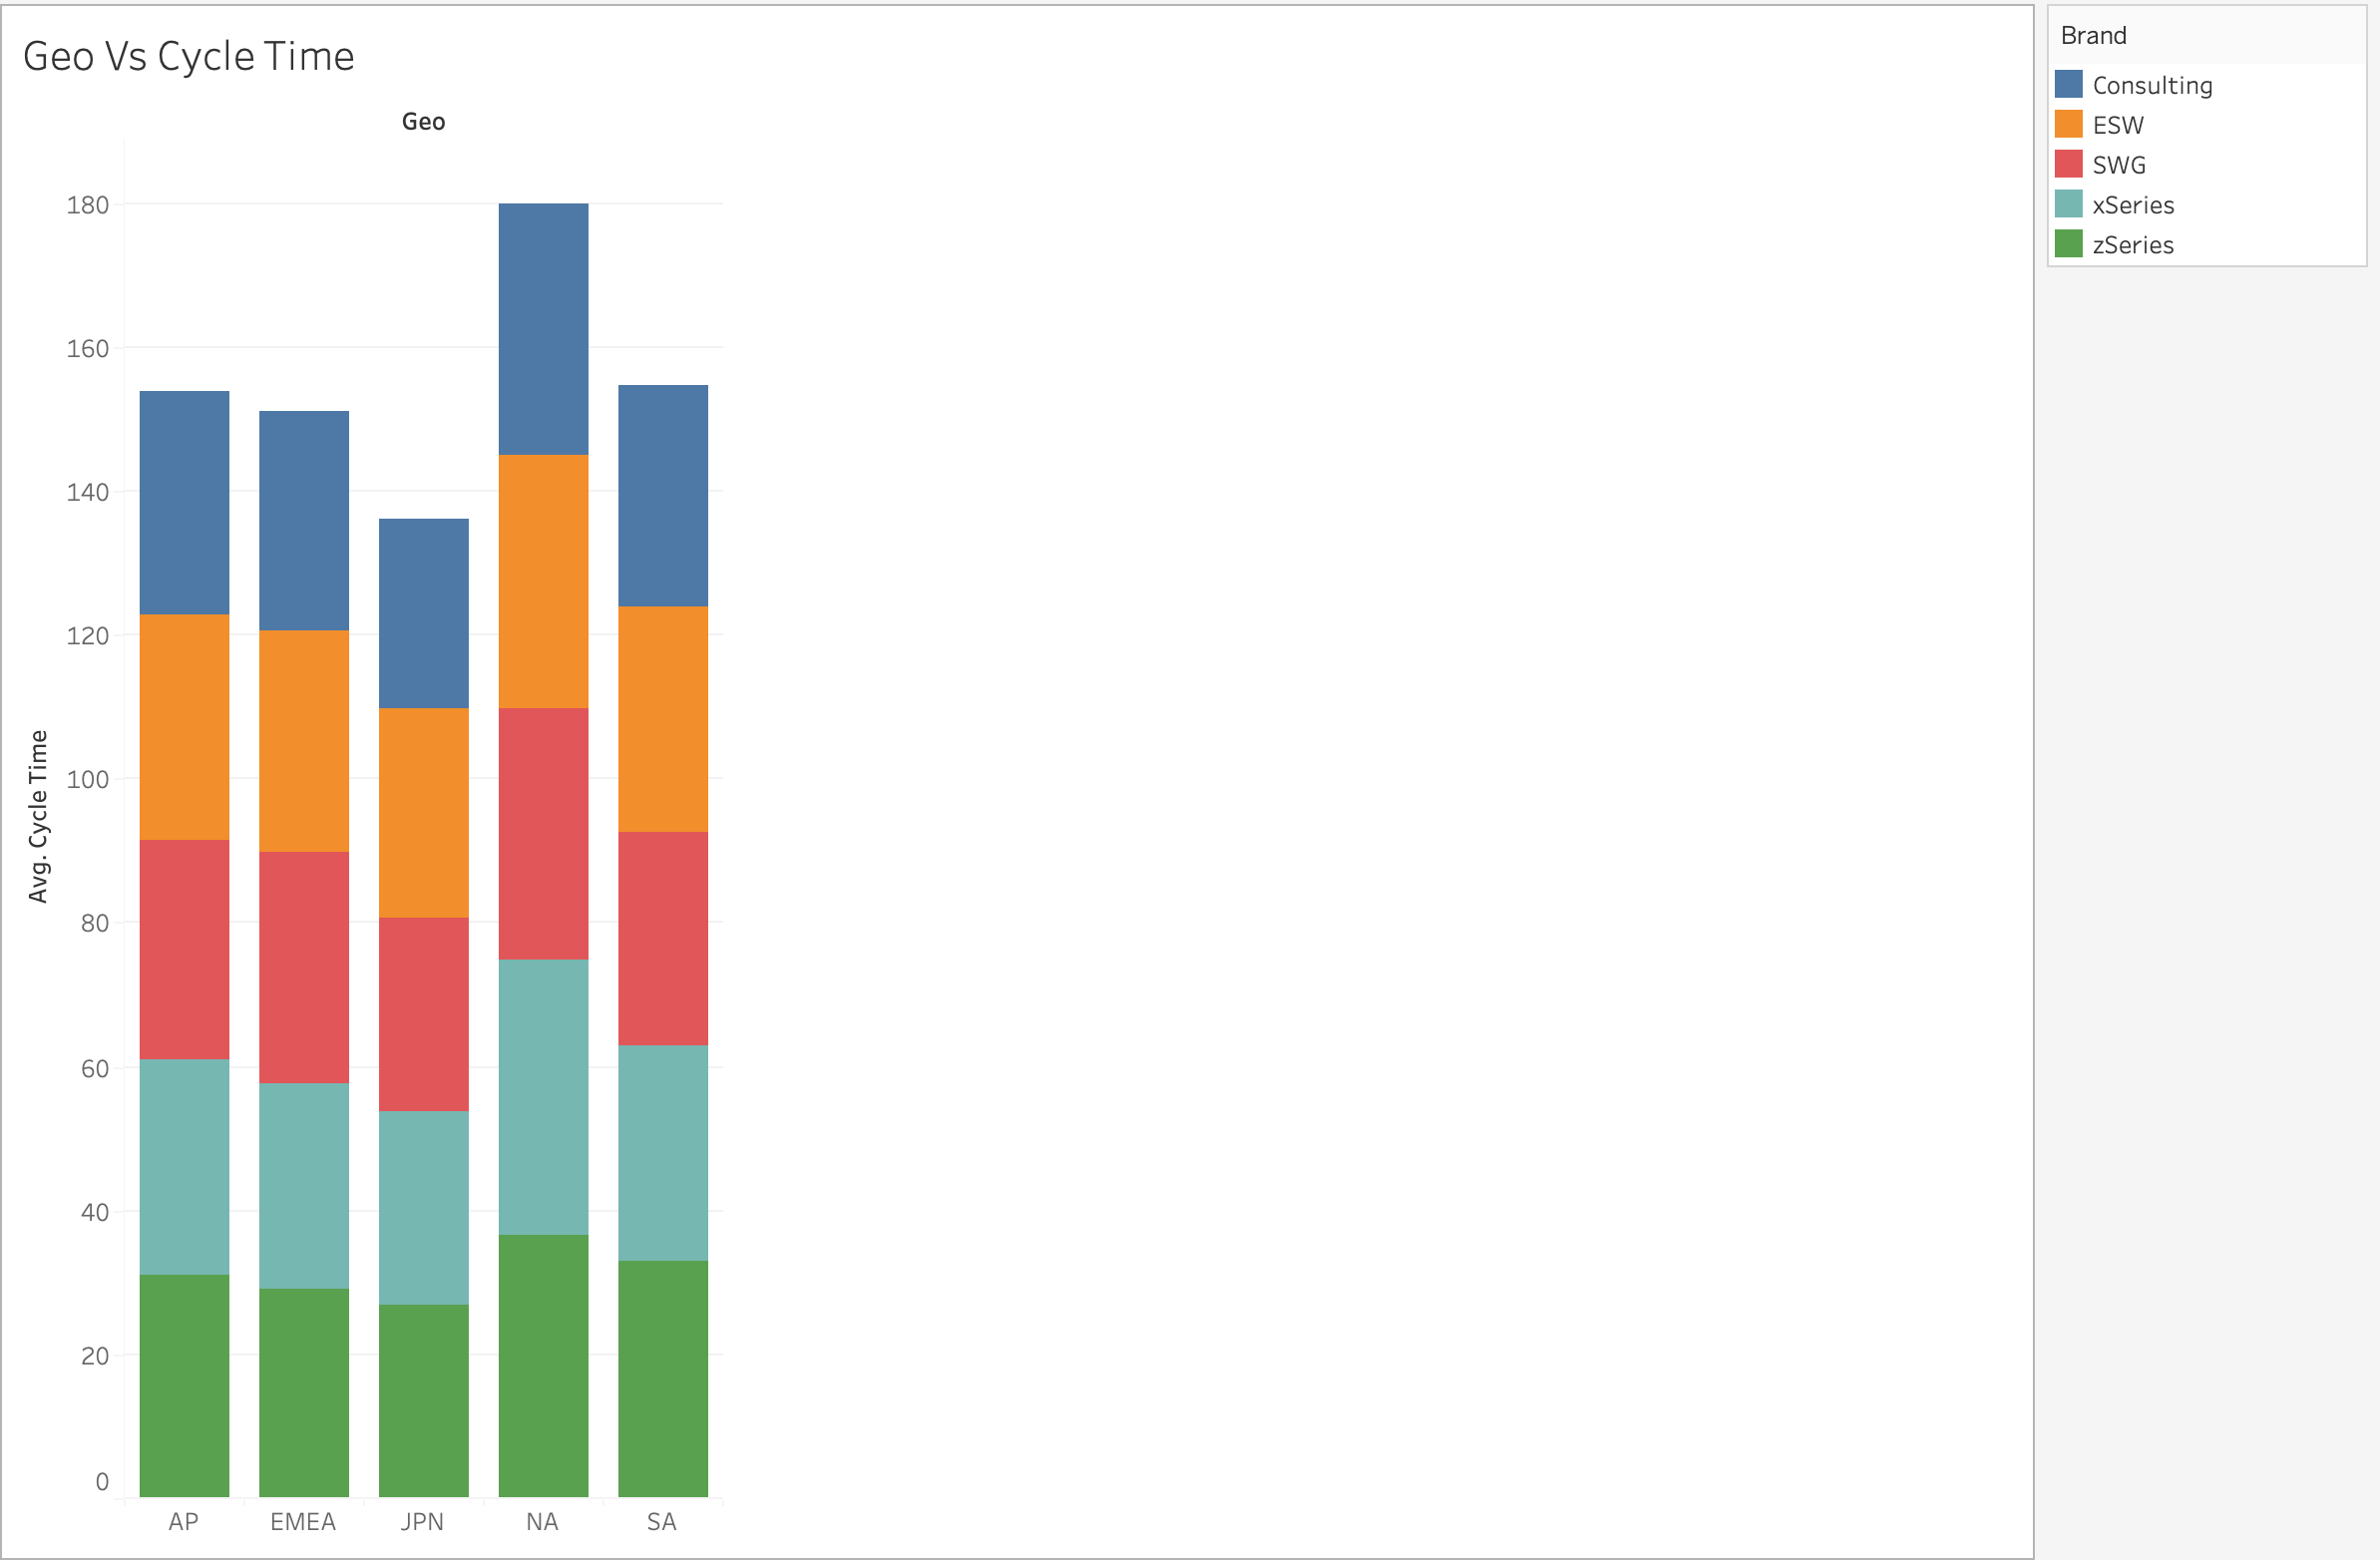 Geo Vs Cycle Time
Geo
180
160
140
120
100
80
60
40
20
0
Avg. Cycle Time
AP EMEA JPN NA SA
Brand
Consulting
ESW
SWG
xSeries
zSeries